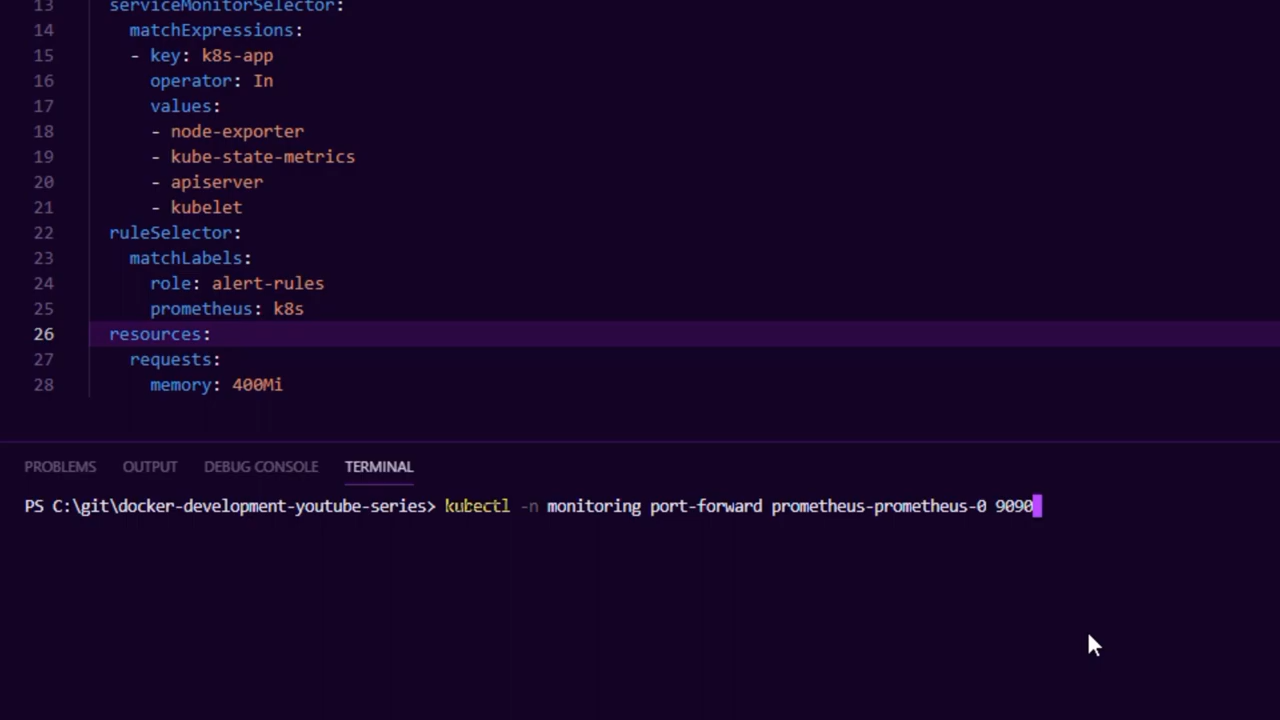 13 serviceMonitorSelector:
14 matchExpressions:
15 - key: k8s-app
16 operator: In
17 values:
18 - node-exporter
19 - kube-state-metrics
20 - apiserver
21 - kubelet
22 ruleSelector:
23 matchLabels:
24 role: alert-rules
25 prometheus: k8s
26 resources:
27 requests:
28 memory: 400Mi
PROBLEMS OUTPUT DEBUG CONSOLE TERMINAL
PS C:\git\docker-development-youtube-series> kubectl -n monitoring port-forward prometheus-prometheus-0 9090